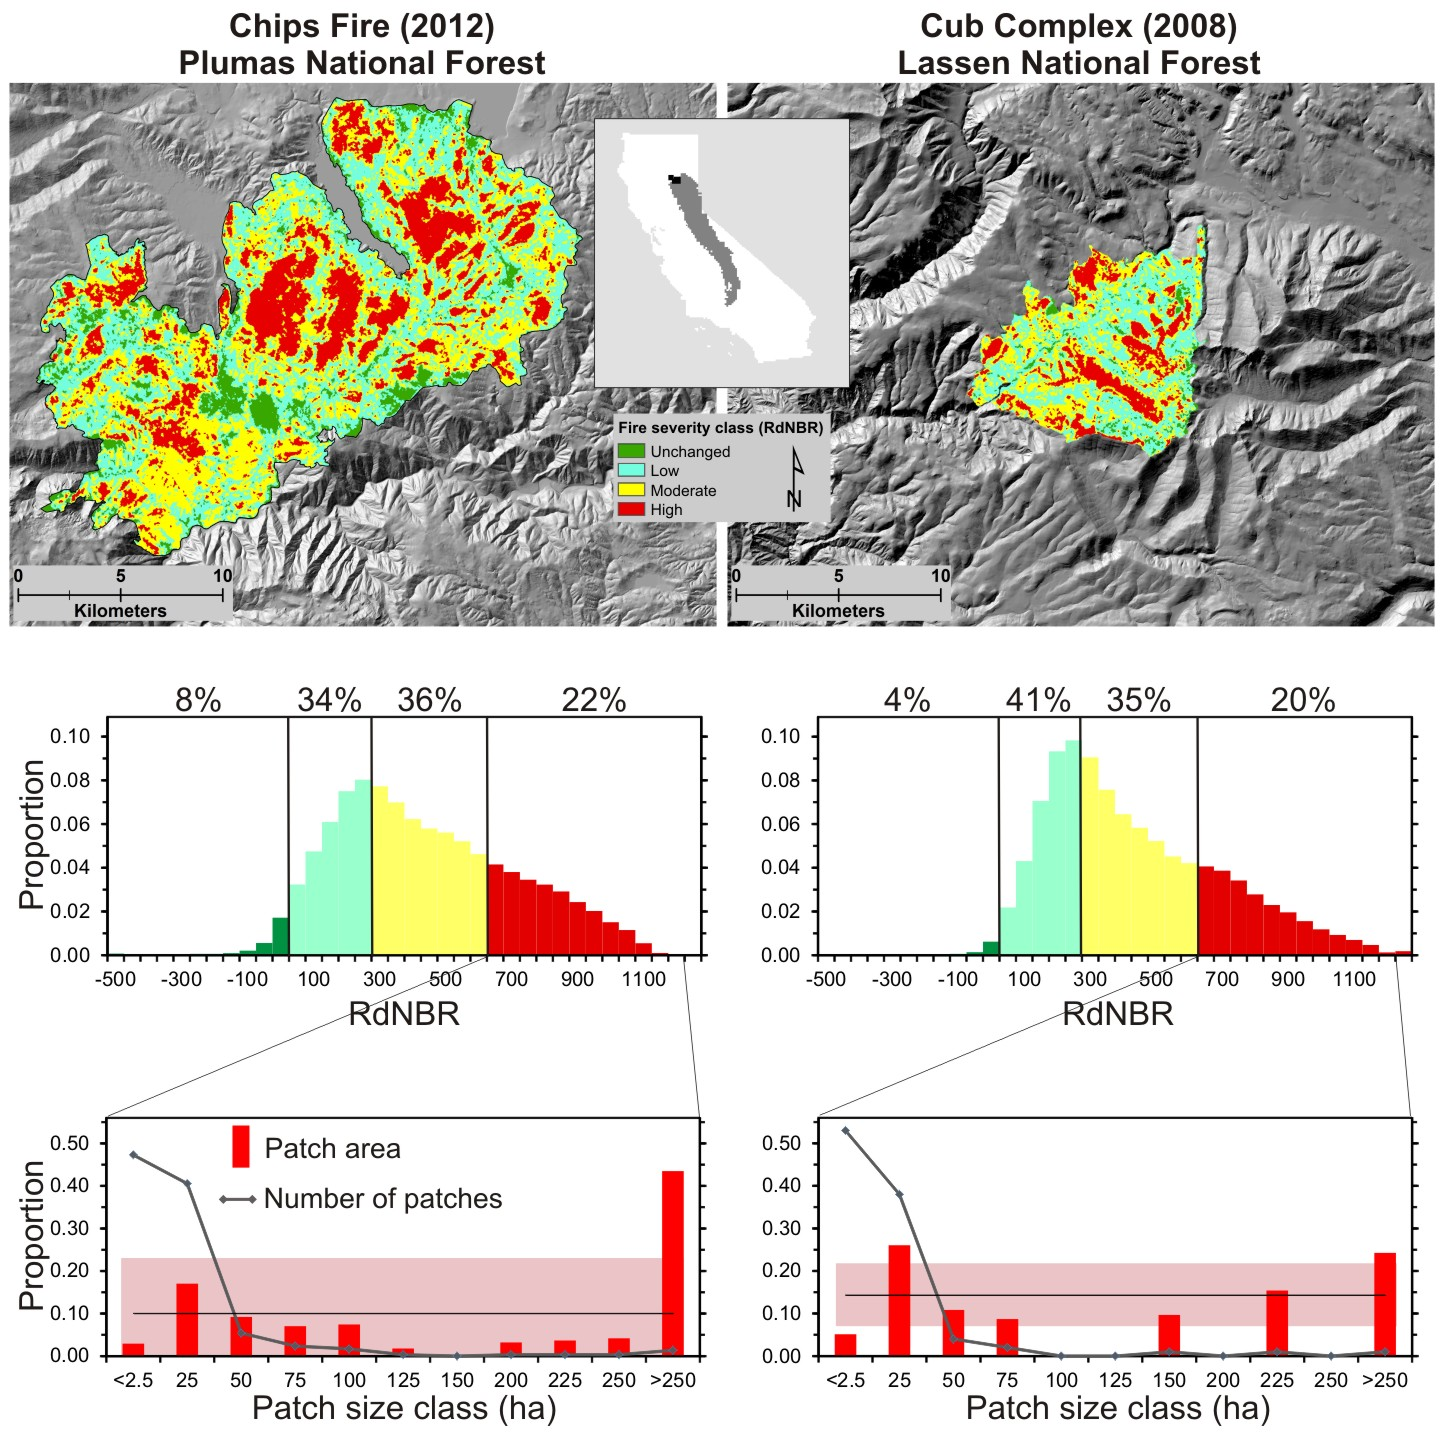 Chips Fire (2012)
Plumas National Forest
Cub Complex (2008)
Lassen National Forest
Fire severity class (RdNBR)
Unchanged
Low
Moderate
High
N
0 5 10
Kilometers
0 5 10
Kilometers
8% 34% 36% 22%
Proportion
0.10
0.08
0.06
0.04
0.02
0.00
-500 -300 -100 100 300 500 700 900 1100
RdNBR
4% 41% 35% 20%
0.10
0.08
0.06
0.04
0.02
0.00
-500 -300 -100 100 300 500 700 900 1100
RdNBR
Proportion
0.50
0.40
0.30
0.20
0.10
0.00
Patch area
Number of patches
<2.5 25 50 75 100 125 150 200 225 250 >250
Patch size class (ha)
0.50
0.40
0.30
0.20
0.10
0.00
<2.5 25 50 75 100 125 150 200 225 250 >250
Patch size class (ha)